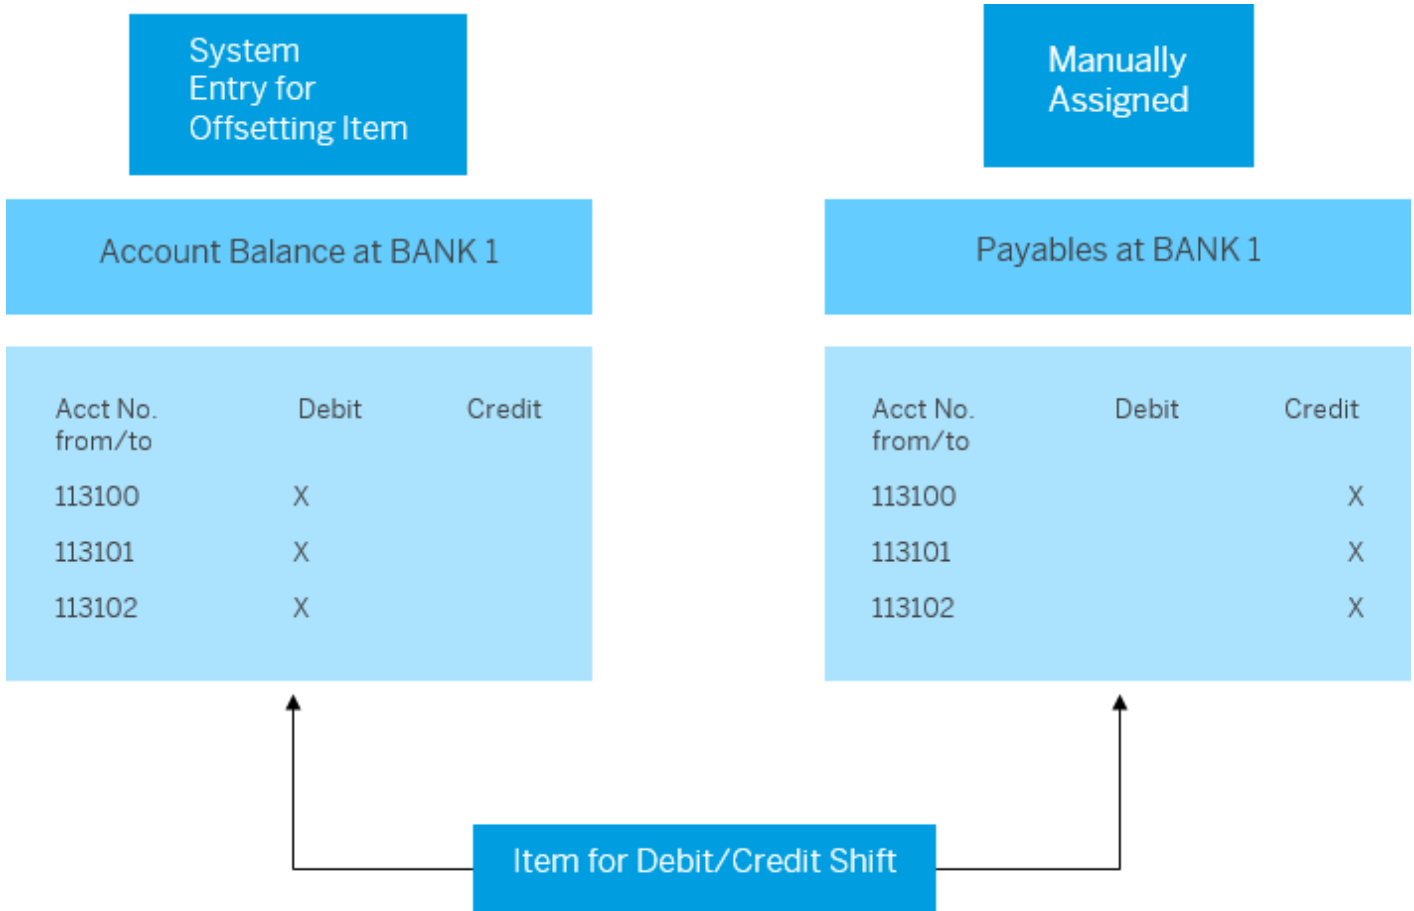 System
Entry for
Offsetting Item
Manually
Assigned
Account Balance at BANK 1
Payables at BANK 1
Acct No. Debit Credit
from/to
113100 X
113101 X
113102 X
Acct No. Debit Credit
from/to
113100 X
113101 X
113102 X
Item for Debit/Credit Shift